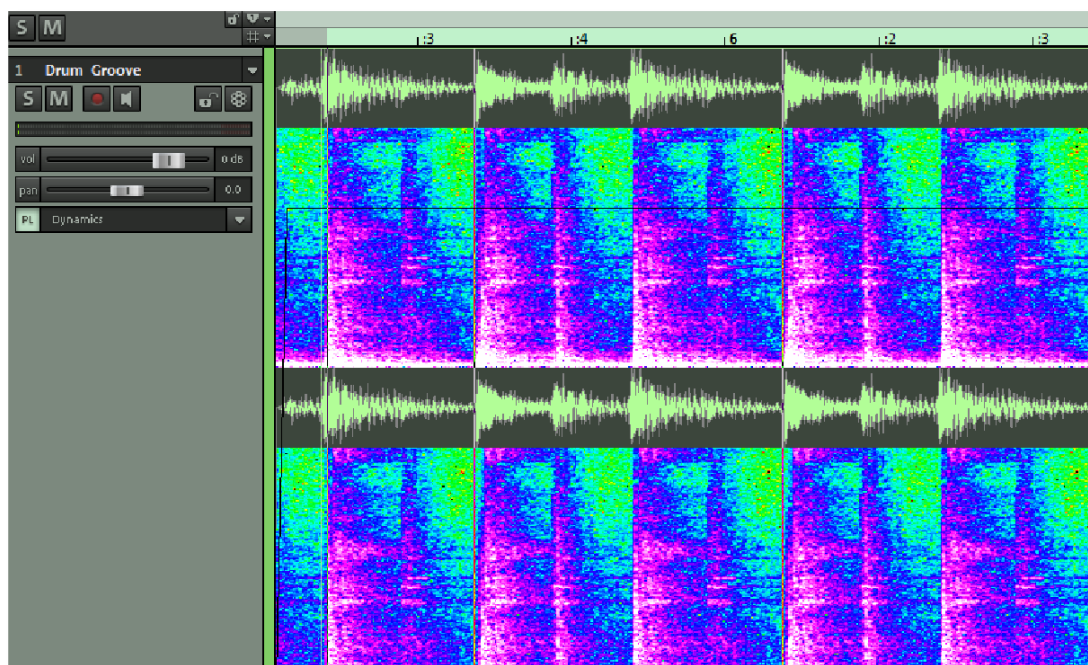 S M
:3 :4 6 :2 :3
1 Drum Groove
S M
vol 0 dB
pan 0.0
PL Dynamics